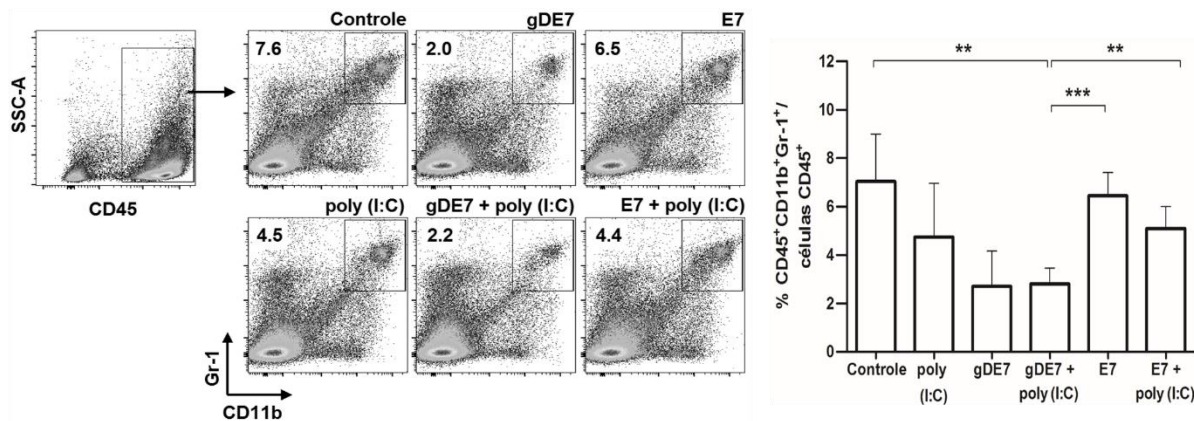 SSC-A
CD45
Controle
7.6
gDE7
2.0
E7
6.5
poly (I:C)
4.5
gDE7 + poly (I:C)
2.2
E7 + poly (I:C)
4.4
Gr-1
CD11b
% CD45⁺CD11b⁺Gr-1⁺/
células CD45⁺
12
10
8
6
4
2
0
**
**
***
Controle
poly
(I:C)
gDE7
gDE7 +
poly (I:C)
E7
E7 +
poly (I:C)